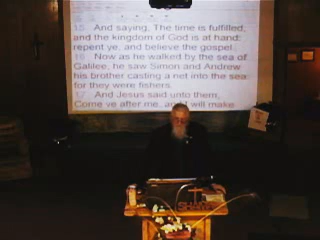 15 And saying, The time is fulfilled,
and the kingdom of God is at hand:
repent ye, and believe the gospel.
16 Now as he walked by the sea of
Galilee, he saw Simon and Andrew
his brother casting a net into the sea:
for they were fishers.
17 And Jesus said unto them,
Come ye after me, and I will make